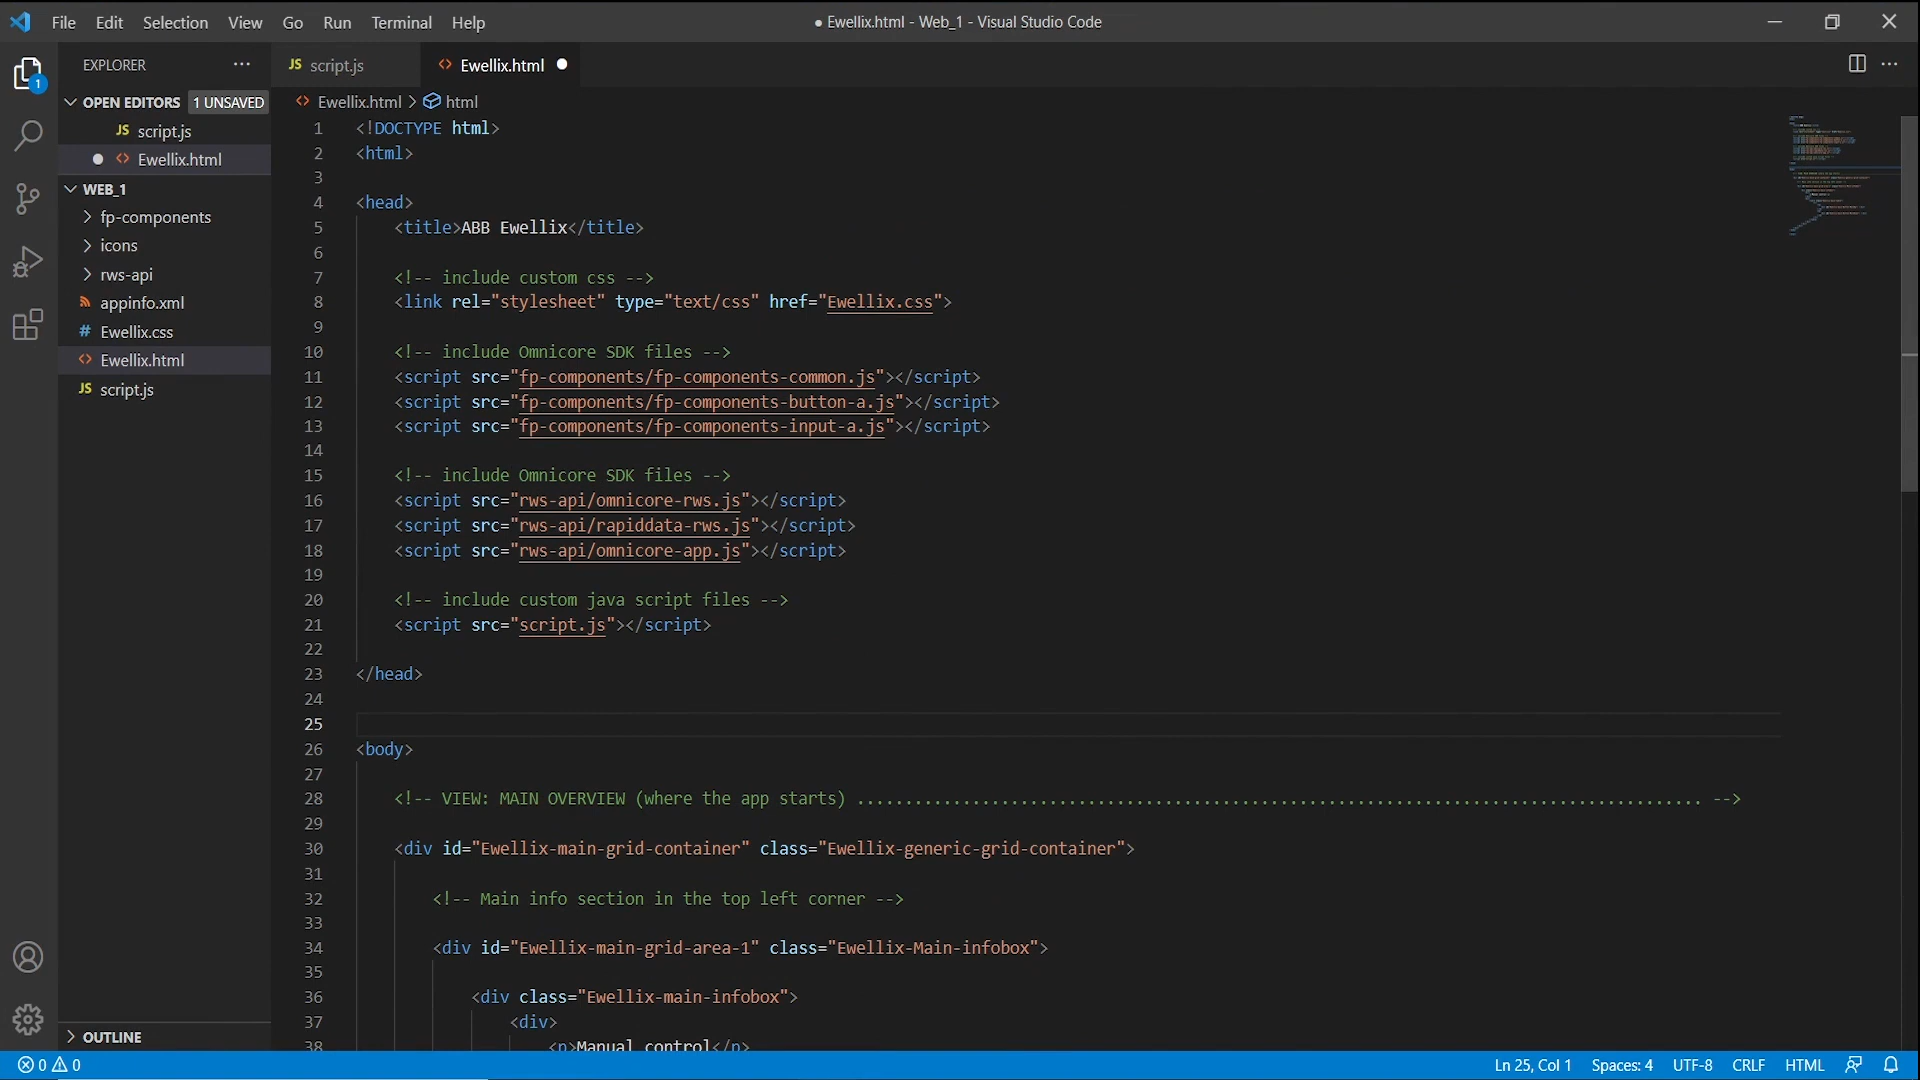 File Edit Selection View Go Run Terminal Help
● Ewellix.html - Web_1 - Visual Studio Code
1
EXPLORER
OPEN EDITORS 1 UNSAVED
JS script.js
Ewellix.html
WEB_1
fp-components
icons
rws-api
appinfo.xml
# Ewellix.css
<> Ewellix.html
JS script.js
OUTLINE
JS script.js
<> Ewellix.html
<> Ewellix.html > html
1 <!DOCTYPE html>
2 <html>
3
4 <head>
5 <title>ABB Ewellix</title>
6
7 <!-- include custom css -->
8 <link rel="stylesheet" type="text/css" href="Ewellix.css">
9
10 <!-- include Omnicore SDK files -->
11 <script src="fp-components/fp-components-common.js"></script>
12 <script src="fp-components/fp-components-button-a.js"></script>
13 <script src="fp-components/fp-components-input-a.js"></script>
14
15 <!-- include Omnicore SDK files -->
16 <script src="rws-api/omnicore-rws.js"></script>
17 <script src="rws-api/rapiddata-rws.js"></script>
18 <script src="rws-api/omnicore-app.js"></script>
19
20 <!-- include custom java script files -->
21 <script src="script.js"></script>
22
23 </head>
24
25
26 <body>
27
28 <!-- VIEW: MAIN OVERVIEW (where the app starts) ........................................................................................ -->
29
30 <div id="Ewellix-main-grid-container" class="Ewellix-generic-grid-container">
31
32 <!-- Main info section in the top left corner -->
33
34 <div id="Ewellix-main-grid-area-1" class="Ewellix-Main-infobox">
35
36 <div class="Ewellix-main-infobox">
37 <div>
38 <p>Manual control</p>
0 0
Ln 25, Col 1 Spaces: 4 UTF-8 CRLF HTML